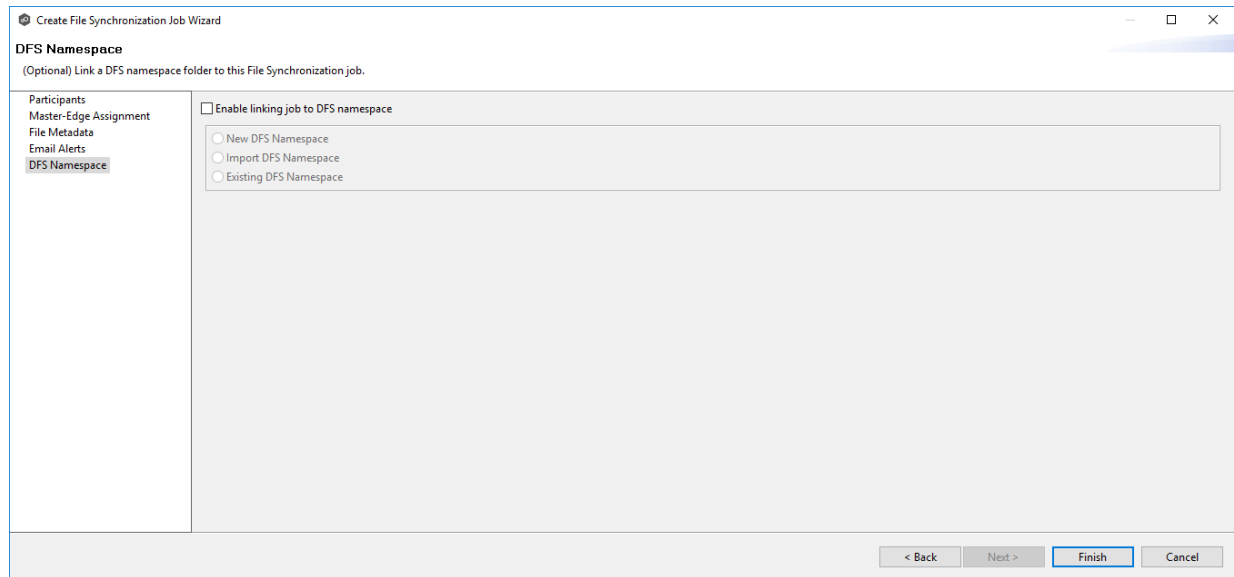 Create File Synchronization Job Wizard
DFS Namespace
(Optional) Link a DFS namespace folder to this File Synchronization job.
Participants
Master-Edge Assignment
File Metadata
Email Alerts
DFS Namespace
Enable linking job to DFS namespace
New DFS Namespace
Import DFS Namespace
Existing DFS Namespace
< Back
Next >
Finish
Cancel